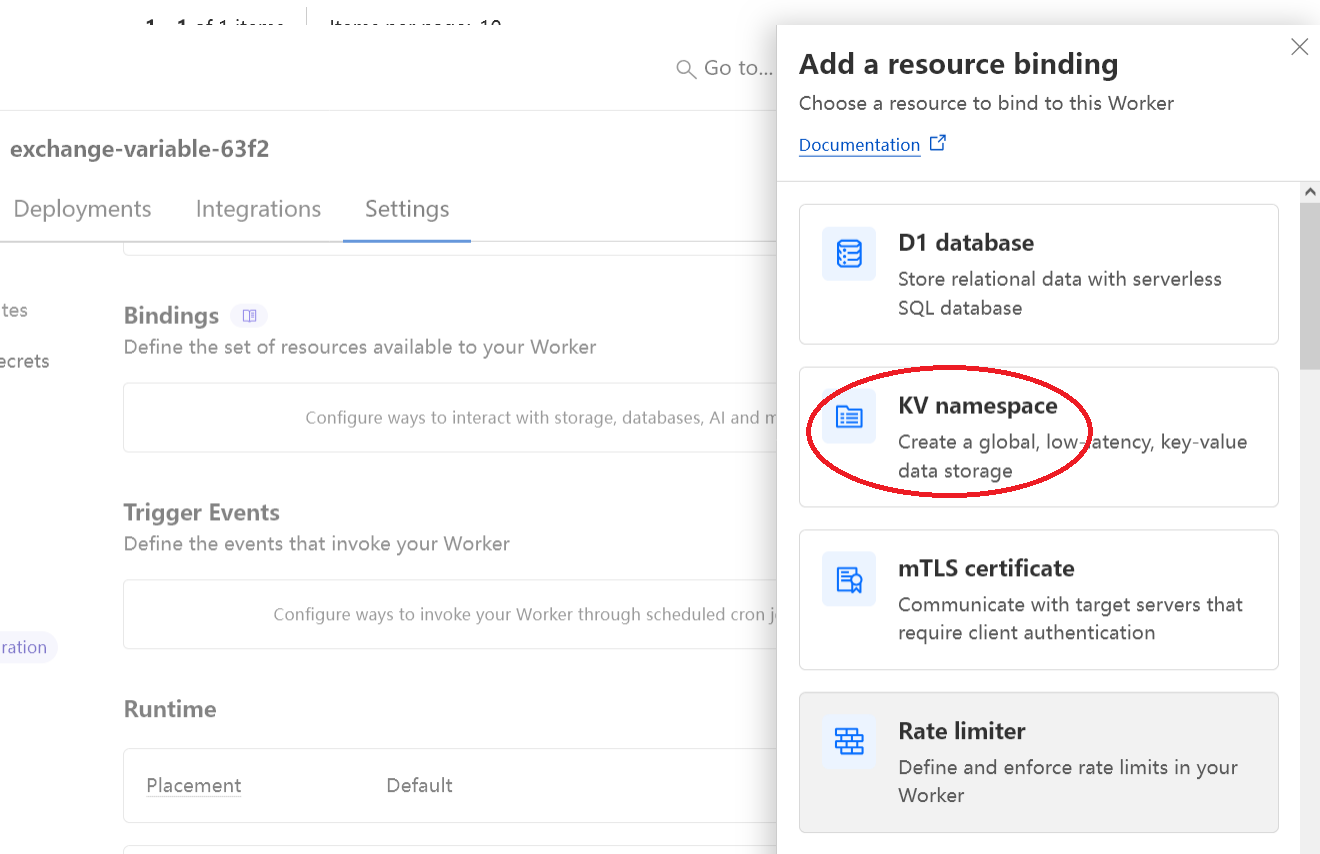 1 - 1 of 1 items
Items per page: 10
Go to...
exchange-variable-63f2
Deployments
Integrations
Settings
tes
ecrets
ration
Bindings
Define the set of resources available to your Worker
Configure ways to interact with storage, databases, AI and m
Trigger Events
Define the events that invoke your Worker
Configure ways to invoke your Worker through scheduled cron j
Runtime
Placement
Default
Add a resource binding
Choose a resource to bind to this Worker
Documentation
D1 database
Store relational data with serverless
SQL database
KV namespace
Create a global, low-latency, key-value
data storage
mTLS certificate
Communicate with target servers that
require client authentication
Rate limiter
Define and enforce rate limits in your
Worker